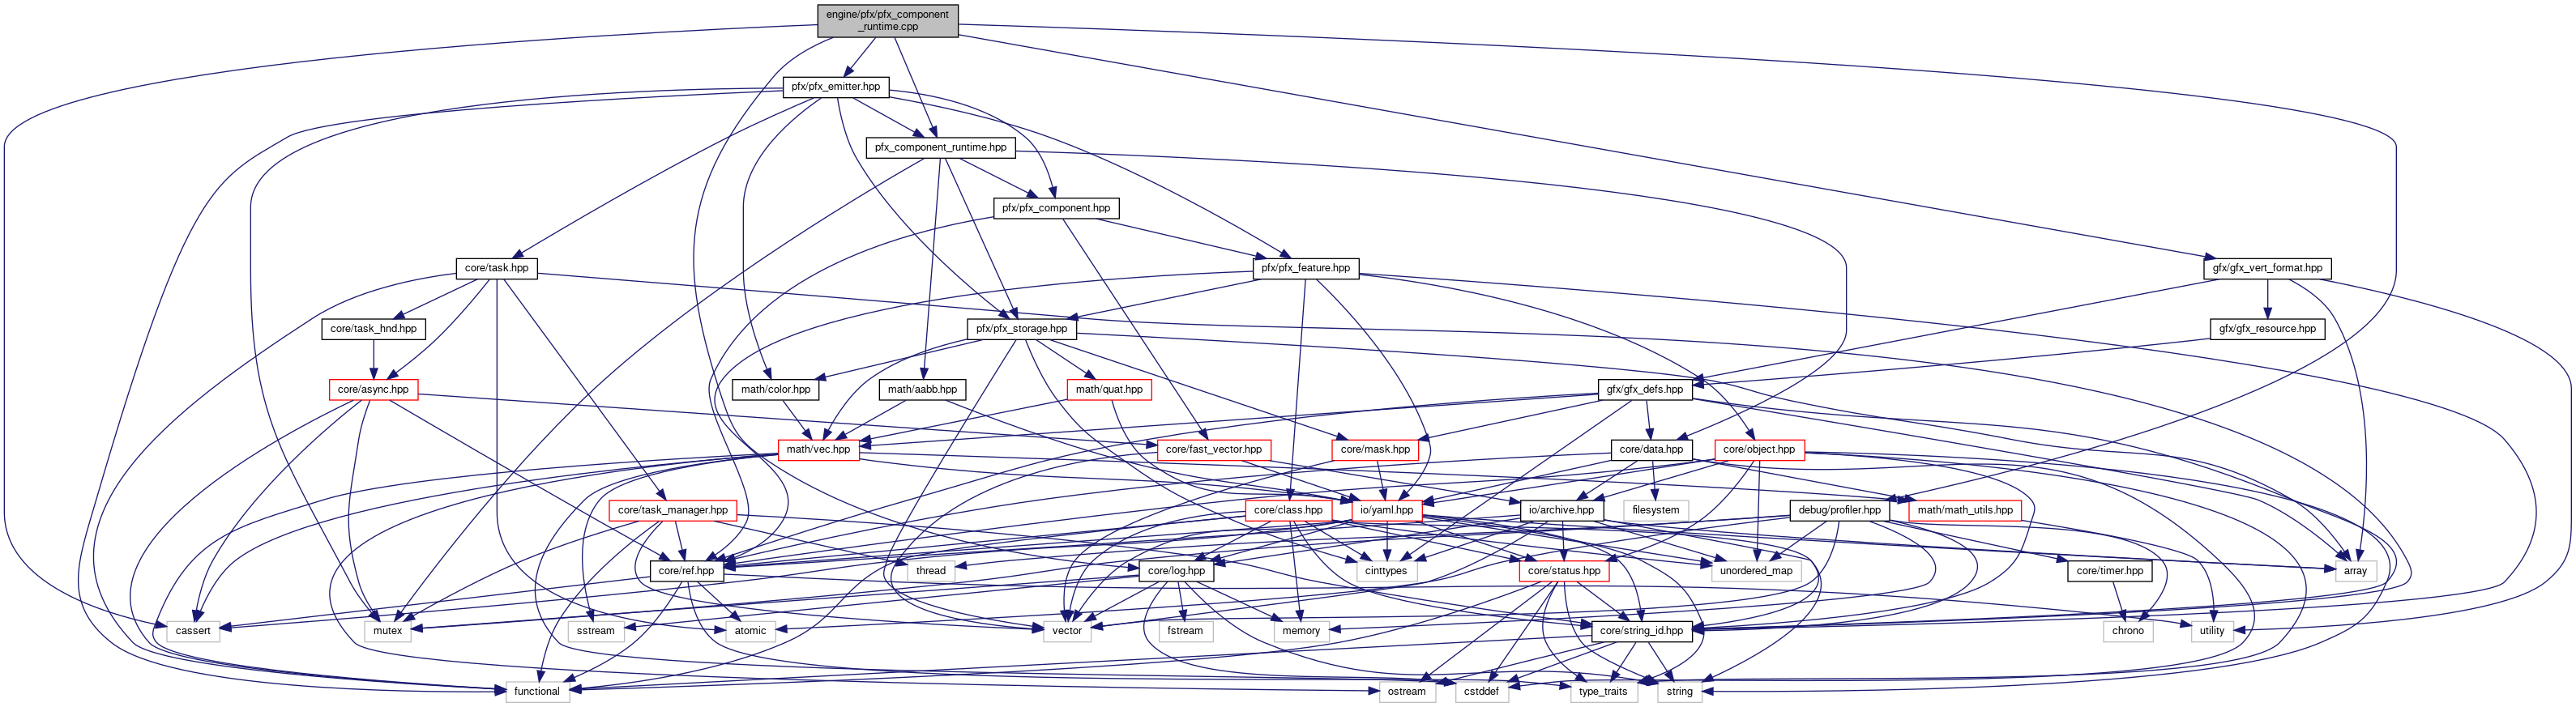 engine/pfx/pfx_component
_runtime.cpp
pfx/pfx_emitter.hpp
pfx_component_runtime.hpp
pfx/pfx_component.hpp
core/task.hpp
pfx/pfx_feature.hpp
gfx/gfx_vert_format.hpp
core/task_hnd.hpp
pfx/pfx_storage.hpp
gfx/gfx_resource.hpp
core/async.hpp
math/color.hpp
math/aabb.hpp
math/quat.hpp
gfx/gfx_defs.hpp
math/vec.hpp
core/fast_vector.hpp
core/mask.hpp
core/data.hpp
core/object.hpp
core/task_manager.hpp
core/class.hpp
io/yaml.hpp
io/archive.hpp
filesystem
debug/profiler.hpp
math/math_utils.hpp
core/ref.hpp
thread
core/log.hpp
cinttypes
core/status.hpp
unordered_map
core/timer.hpp
array
cassert
mutex
sstream
atomic
vector
fstream
memory
core/string_id.hpp
chrono
utility
functional
ostream
cstddef
type_traits
string